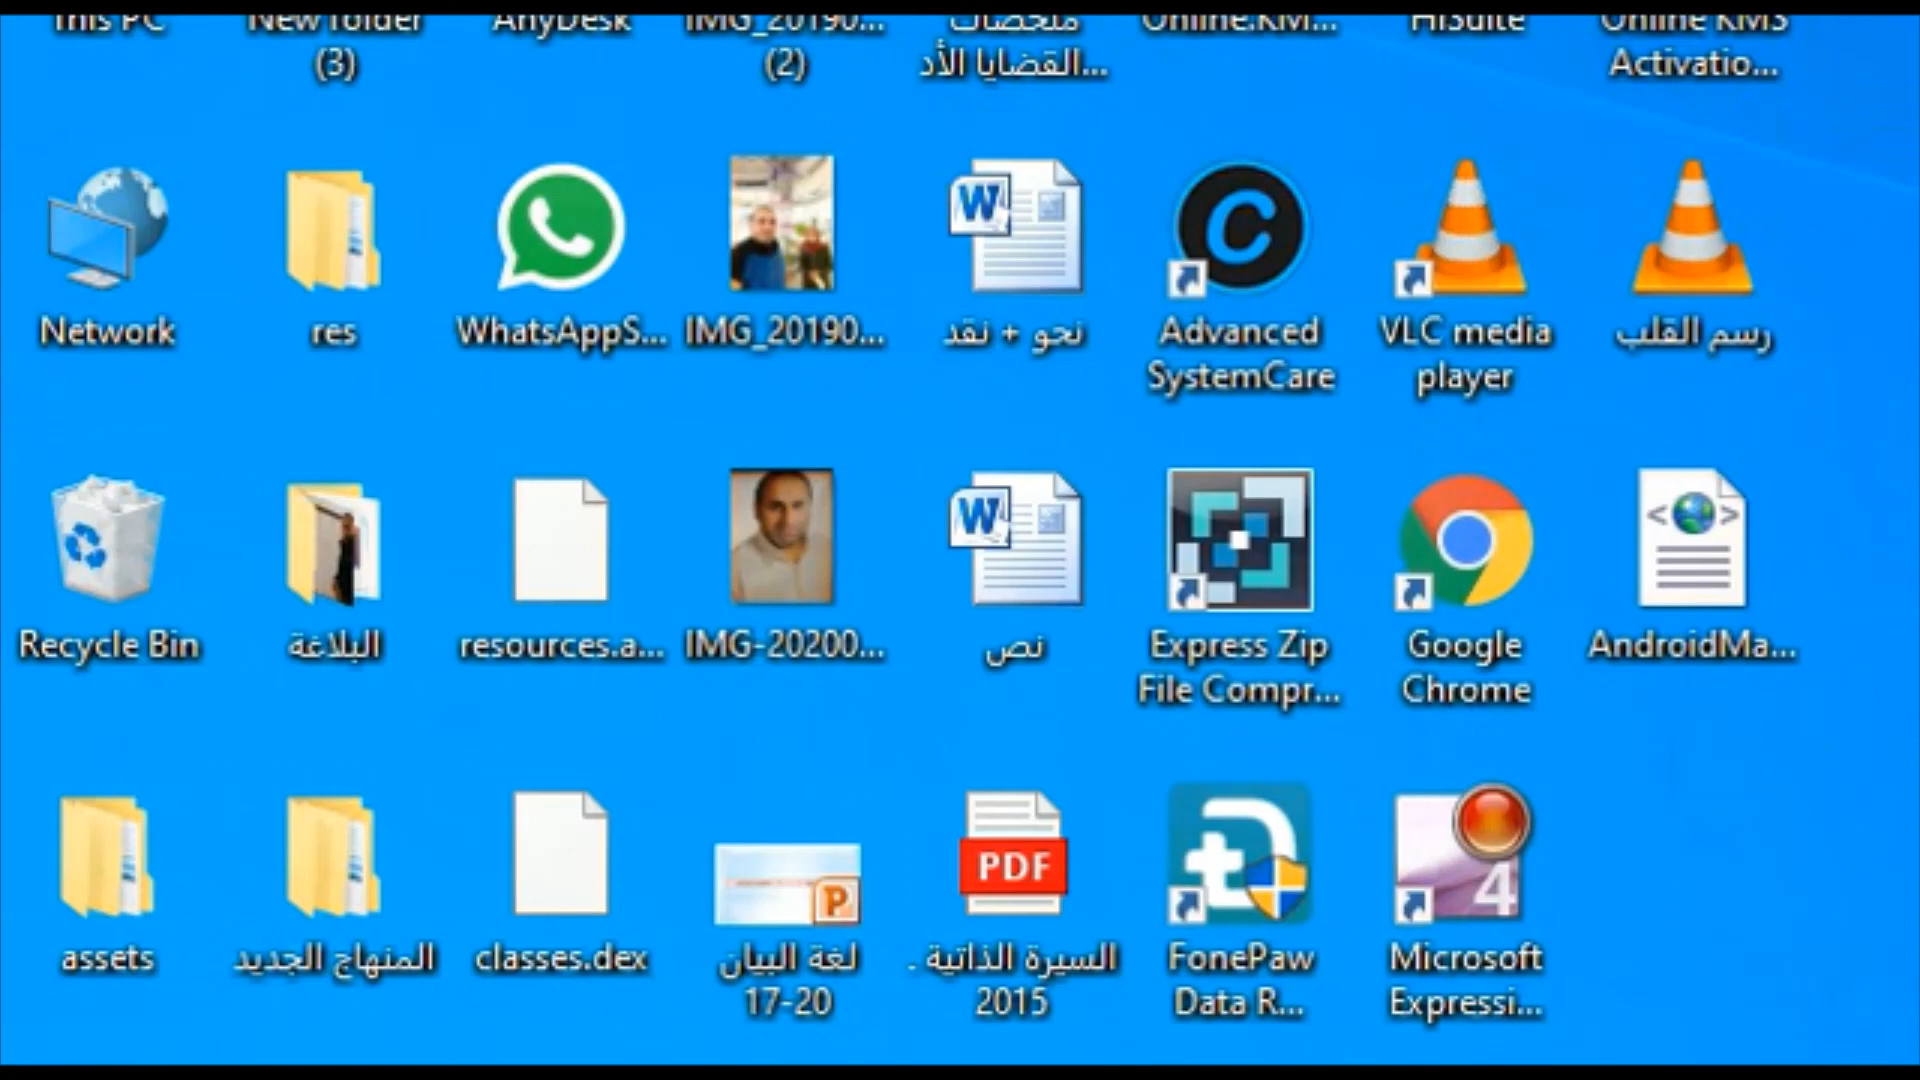 This PC
New folder
(3)
AnyDesk
IMG_20190...
(2)
ملخصات
القضايا الأد...
Online.KM...
HiSuite
Online KMS
Activatio...
Network
res
WhatsAppS...
IMG_20190...
W
نحو + نقد
Advanced
SystemCare
VLC media
player
رسم القلب
Recycle Bin
البلاغة
resources.a...
IMG-20200...
W
نص
Express Zip
File Compr...
Google
Chrome
AndroidMa...
assets
المنهاج الجديد
classes.dex
P
لغة البيان
17-20
PDF
السيرة الذاتية .
2015
FonePaw
Data R...
4
Microsoft
Expressi...